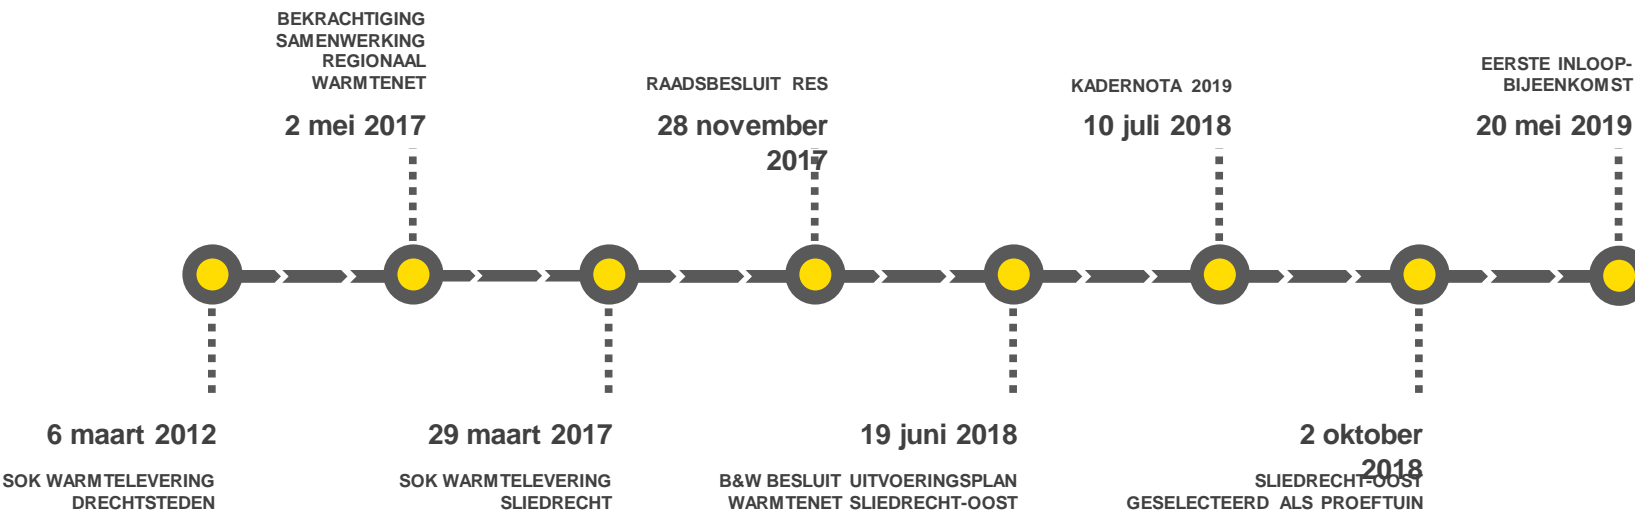 BEKRACHTIGING
SAMENWERKING
REGIONAAL
WARMTENET
2 mei 2017
RAADSBESLUIT RES
28 november
2017
KADERNOTA 2019
10 juli 2018
EERSTE INLOOP-
BIJEENKOMST
20 mei 2019
6 maart 2012
SOK WARMTELEVERING
DRECHTSTEDEN
29 maart 2017
SOK WARMTELEVERING
SLIEDRECHT
19 juni 2018
B&W BESLUIT UITVOERINGSPLAN
WARMTENET SLIEDRECHT-OOST
2 oktober
2018
SLIEDRECHT-OOST
GESELECTEERD ALS PROEFTUIN